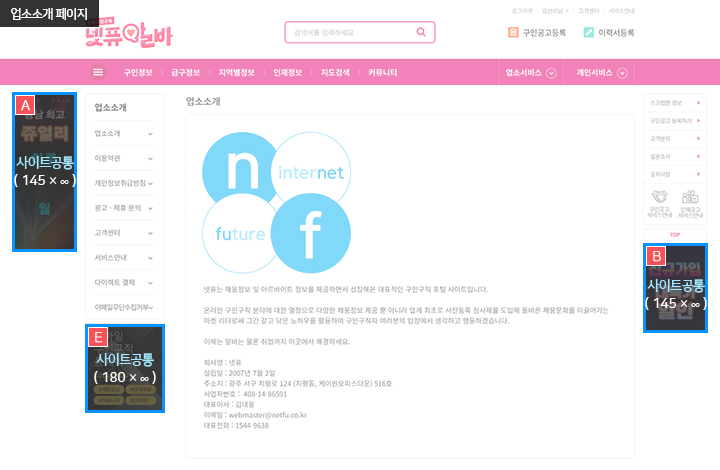 업소소개 페이지
넷퓨알바
로그아웃 김반퍼님 고객센터 서비스안내
검색어를 입력하세요
구인공고등록 이력서등록
구인정보 급구정보 지역별정보 인재정보 지도검색 커뮤니티 업소서비스 개인서비스
A
강남 최고
쥬얼리
사이트공통
( 145 × ∞ )
월
업소소개
업소소개
이용약관
개인정보취급방침
광고 · 제휴 문의
고객센터
서비스안내
다이렉트 결제
이메일무단수집거부
E
사이트공통
( 180 × ∞ )
업소소개
n internet
future f
넷퓨는 채용정보 및 아르바이트 정보를 제공하면서 성장해온 대표적인 구인구직 포털 사이트입니다.
온라인 구인구직 분야에 대한 열정으로 다양한 채용정보 제공 뿐 아니라 업계 최초로 사전등록 심사제를 도입해 올바른 채용문화를 이끌어가는
마켓 리더로써 그간 갈고 닦은 노하우를 활용하여 구인구직자 여러분의 입장에서 생각하고 행동하겠습니다.
이제는 알바는 물론 취업까지 이곳에서 해결하세요.
회사명 : 넷퓨
설립일 : 2007년 7월 2일
주소지 : 광주 서구 치평로 124 (치평동, 케이원오피스타운) 516호
사업자번호 : 408-14-86591
대표이사 : 김대용
이메일 : webmaster@netfu.co.kr
대표전화 : 1544-9638
스크랩한 정보
구인공고 등록하기
고객문의
설문조사
공지사항
구인공고 인재공고
서비스안내 서비스안내
TOP
B
신규가입
사이트공통
( 145 × ∞ )
할인